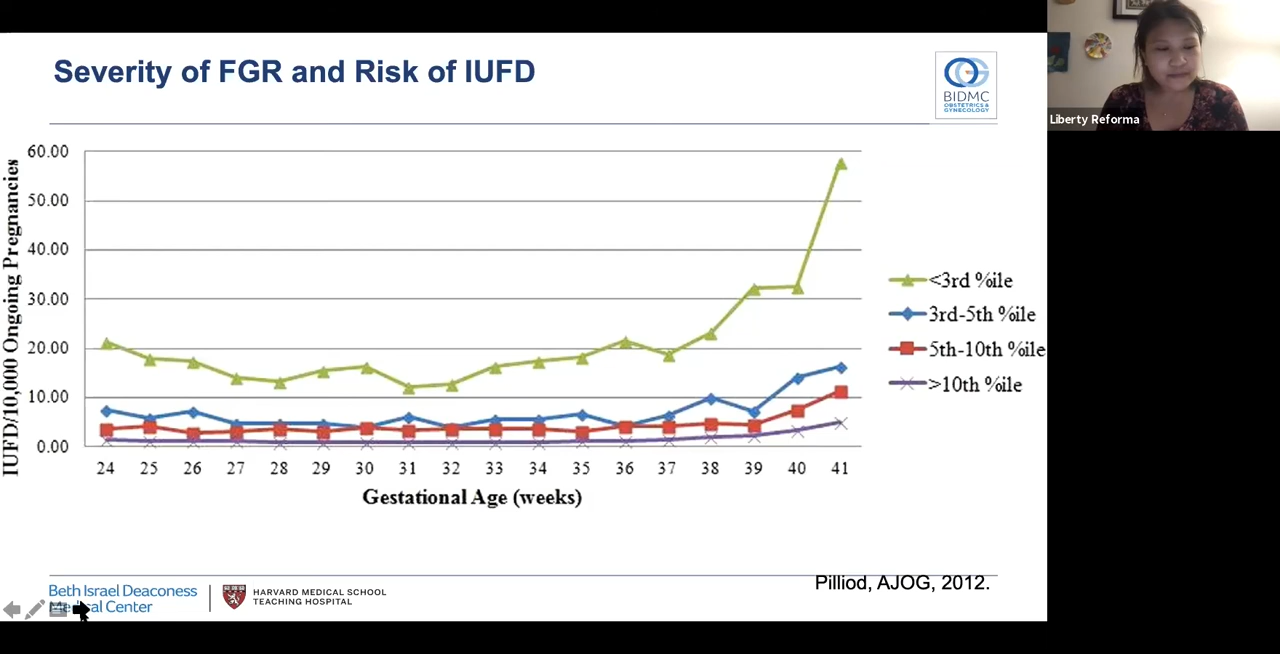 Severity of FGR and Risk of IUFD
BIDMC
OBSTETRICS &
GYNECOLOGY
Liberty Reforma
IUFD/10,000 Ongoing Pregnancies
60.00
50.00
40.00
30.00
20.00
10.00
0.00
24 25 26 27 28 29 30 31 32 33 34 35 36 37 38 39 40 41
Gestational Age (weeks)
<3rd %ile
3rd-5th %ile
5th-10th %ile
>10th %ile
Pilliod, AJOG, 2012.
Beth Israel Deaconess
Medical Center
HARVARD MEDICAL SCHOOL
TEACHING HOSPITAL